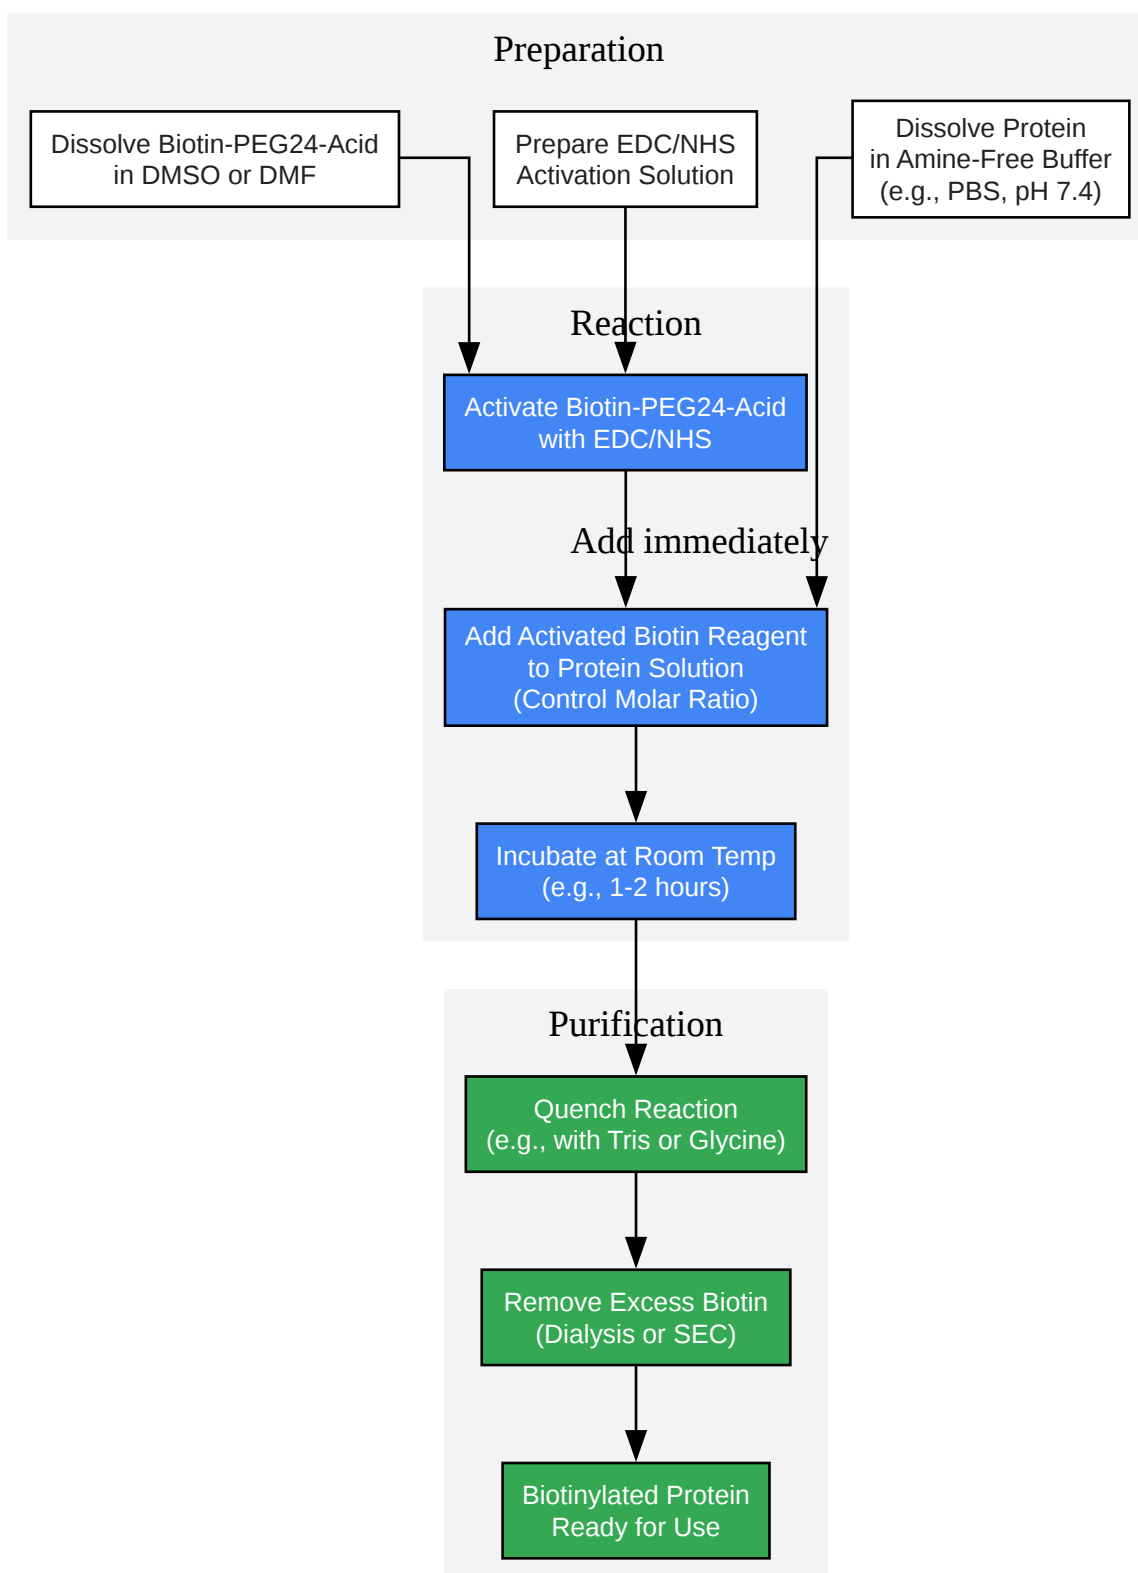 Preparation
Dissolve Biotin-PEG24-Acid
in DMSO or DMF
Prepare EDC/NHS
Activation Solution
Dissolve Protein
in Amine-Free Buffer
(e.g., PBS, pH 7.4)
Reaction
Activate Biotin-PEG24-Acid
with EDC/NHS
Add immediately
Add Activated Biotin Reagent
to Protein Solution
(Control Molar Ratio)
Incubate at Room Temp
(e.g., 1-2 hours)
Purification
Quench Reaction
(e.g., with Tris or Glycine)
Remove Excess Biotin
(Dialysis or SEC)
Biotinylated Protein
Ready for Use